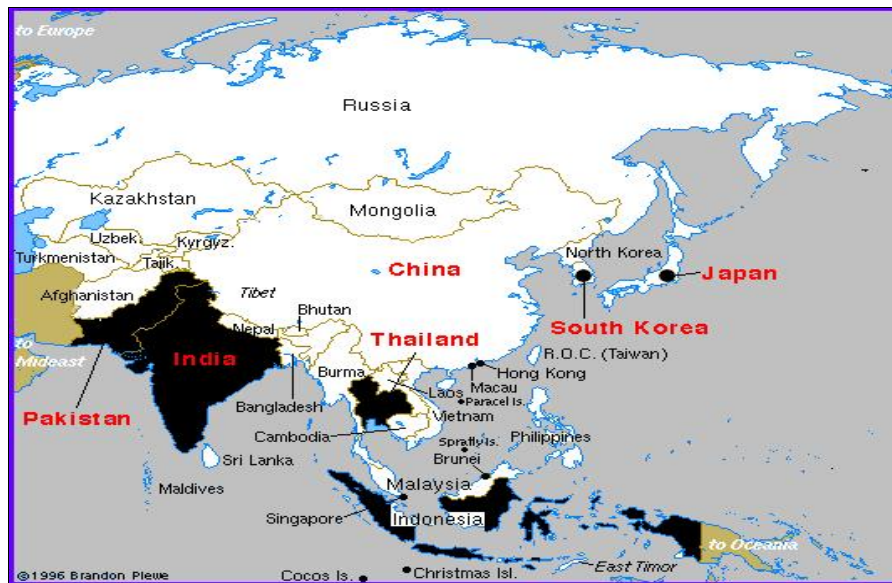 to Europe
Russia
Kazakhstan
Mongolia
Uzbek.
Kyrgyz.
North Korea
Turkmenistan
Tajik.
China
Japan
Afghanistan
Tibet
Bhutan
South Korea
Nepal
Thailand
to
Mideast
India
R.O.C. (Taiwan)
Burma
Hong Kong
Laos
Macau
Paracel Is.
Pakistan
Bangladesh
Vietnam
Cambodia
Spratly Is.
Philippines
Sri Lanka
Brunei
Maldives
Malaysia
Singapore
Indonesia
to Oceania
East Timor
©1996 Brandon Plewe
Cocos Is.
Christmas Isl.